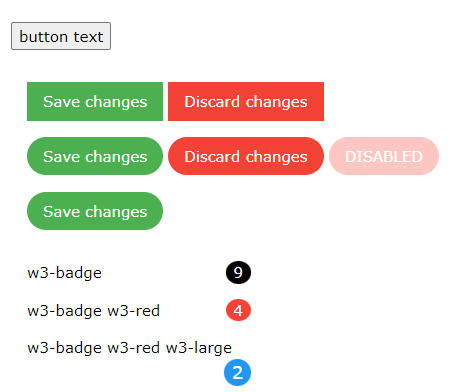 button text
Save changes Discard changes
Save changes Discard changes DISABLED
Save changes
w3-badge 9
w3-badge w3-red 4
w3-badge w3-red w3-large
2